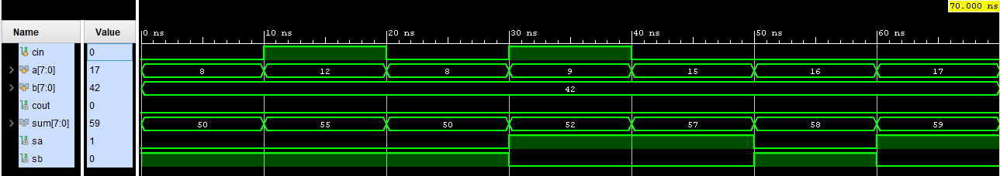 70.000 ns
Name Value
0 ns 10 ns 20 ns 30 ns 40 ns 50 ns 60 ns
cin 0
a[7:0] 17 8 12 8 9 15 16 17
b[7:0] 42 42
cout 0
sum[7:0] 59 50 55 50 52 57 58 59
sa 1
sb 0